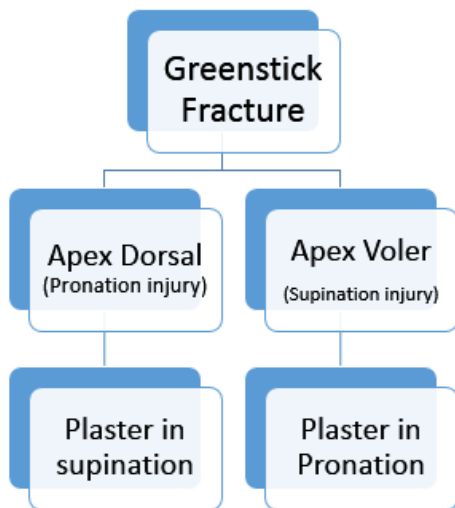 Greenstick
Fracture
Apex Dorsal
(Pronation injury)
Apex Voler
(Supination injury)
Plaster in
supination
Plaster in
Pronation